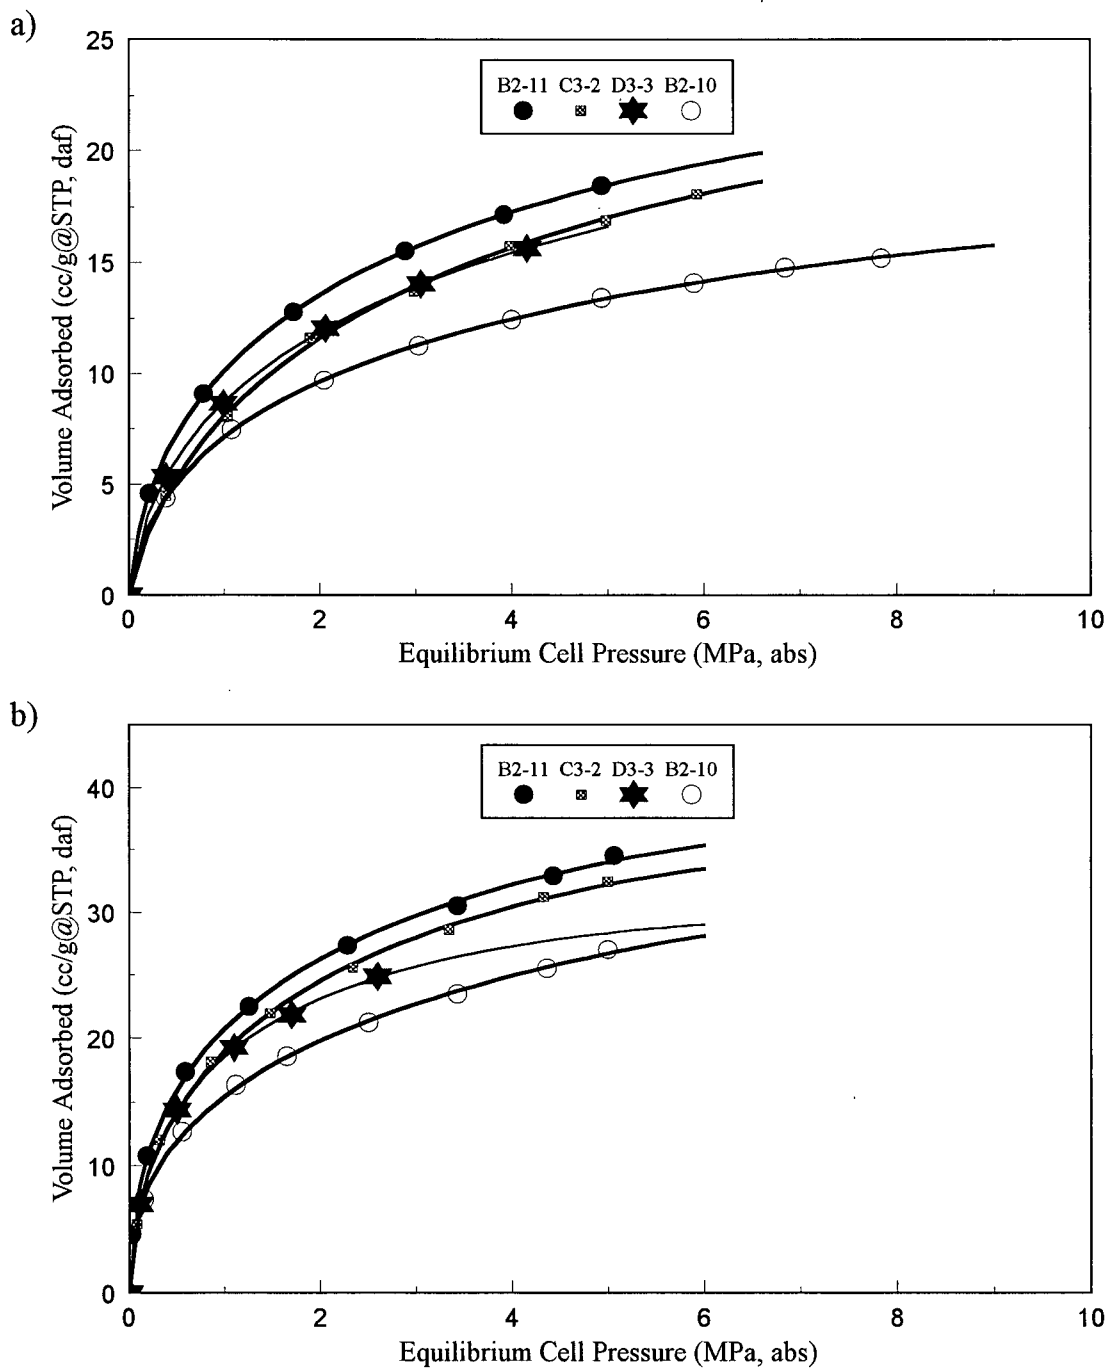 a)
25
20
15
10
5
0
Volume Adsorbed (cc/g@STP, daf)
B2-11 C3-2 D3-3 B2-10
0 2 4 6 8 10
Equilibrium Cell Pressure (MPa, abs)
b)
40
30
20
10
0
Volume Adsorbed (cc/g@STP, daf)
B2-11 C3-2 D3-3 B2-10
0 2 4 6 8 10
Equilibrium Cell Pressure (MPa, abs)